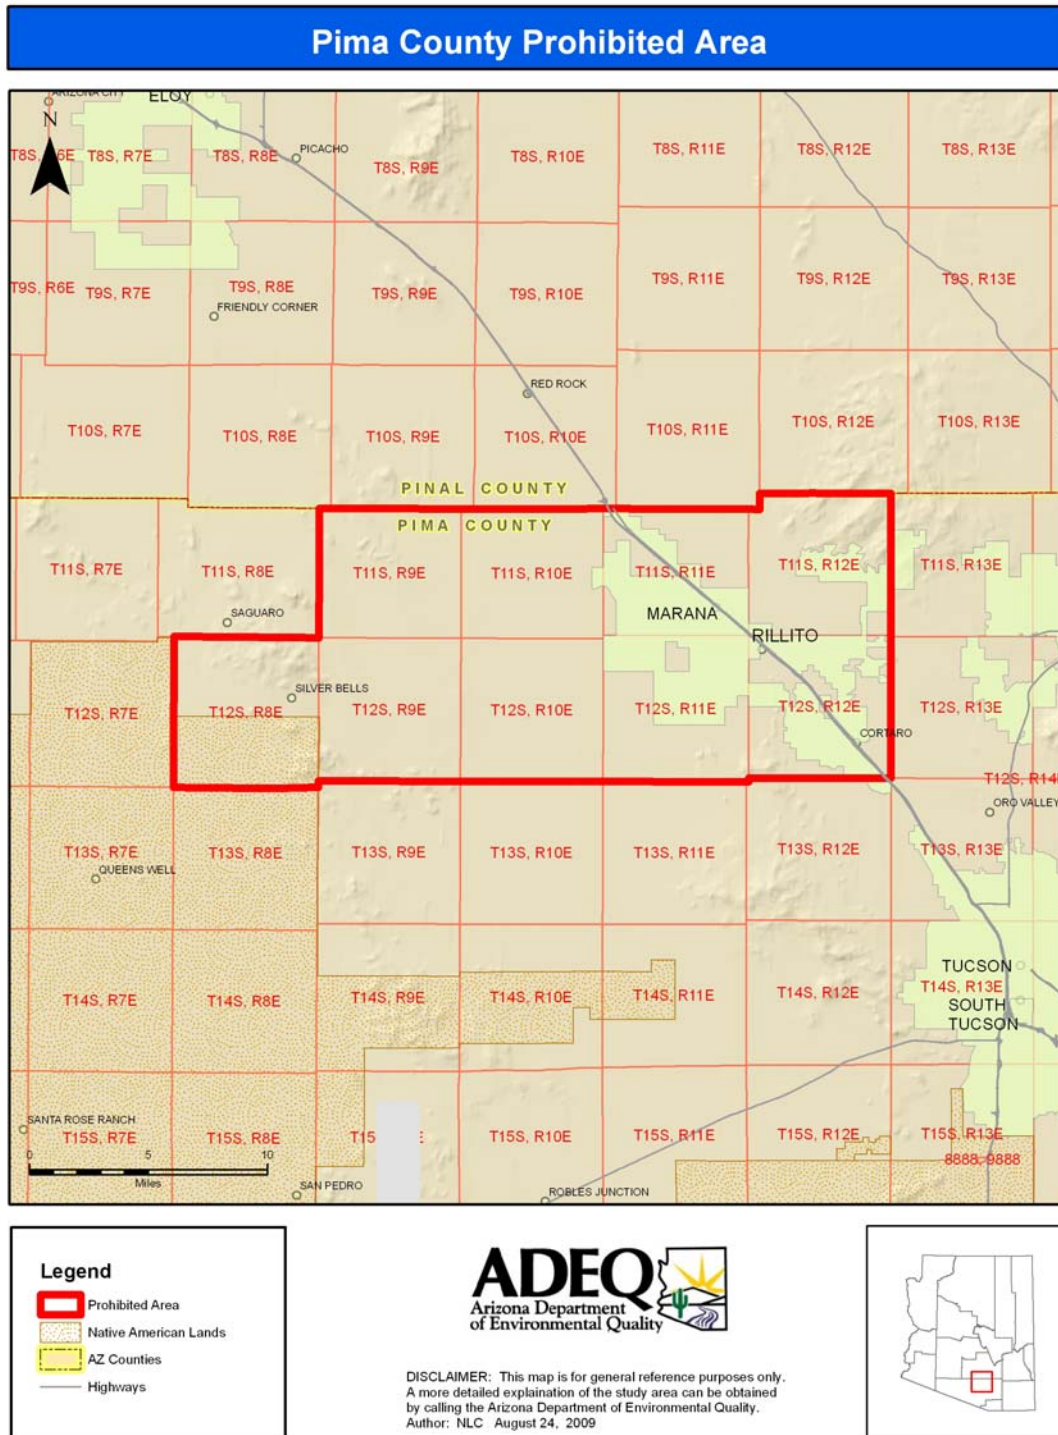 Pima County Prohibited Area
ARIZONA CITY
ELOY
N
PICACHO
T8S, R6E
T8S, R7E
T8S, R8E
T8S, R9E
T8S, R10E
T8S, R11E
T8S, R12E
T8S, R13E
T9S, R6E
T9S, R7E
T9S, R8E
T9S, R9E
T9S, R10E
T9S, R11E
T9S, R12E
T9S, R13E
FRIENDLY CORNER
RED ROCK
T10S, R7E
T10S, R8E
T10S, R9E
T10S, R10E
T10S, R11E
T10S, R12E
T10S, R13E
PINAL COUNTY
PIMA COUNTY
T11S, R7E
T11S, R8E
T11S, R9E
T11S, R10E
T11S, R11E
T11S, R12E
T11S, R13E
SAGUARO
MARANA
RILLITO
SILVER BELLS
T12S, R7E
T12S, R8E
T12S, R9E
T12S, R10E
T12S, R11E
T12S, R12E
T12S, R13E
CORTARO
T12S, R14
ORO VALLEY
T13S, R7E
T13S, R8E
T13S, R9E
T13S, R10E
T13S, R11E
T13S, R12E
T13S, R13E
QUEENS WELL
TUCSON
T14S, R7E
T14S, R8E
T14S, R9E
T14S, R10E
T14S, R11E
T14S, R12E
T14S, R13E
SOUTH
TUCSON
SANTA ROSE RANCH
T15S, R7E
T15S, R8E
T15 E
T15S, R10E
T15S, R11E
T15S, R12E
T15S, R13E
8888, 9888
0 5 10
Miles
SAN PEDRO
ROBLES JUNCTION
Legend
Prohibited Area
Native American Lands
AZ Counties
Highways
ADEQ
Arizona Department
of Environmental Quality
DISCLAIMER: This map is for general reference purposes only.
A more detailed explaination of the study area can be obtained
by calling the Arizona Department of Environmental Quality.
Author: NLC August 24, 2009